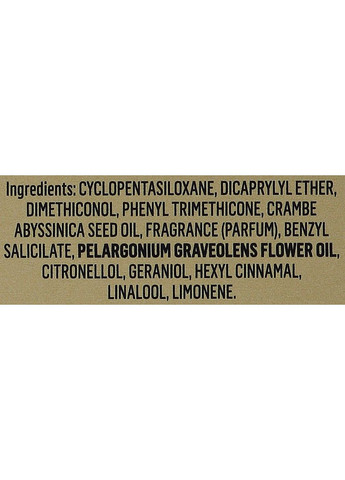 Ingredients: CYCLOPENTASILOXANE, DICAPRYLYL ETHER,
DIMETHICONOL, PHENYL TRIMETHICONE, CRAMBE
ABYSSINICA SEED OIL, FRAGRANCE (PARFUM), BENZYL
SALICILATE, PELARGONIUM GRAVEOLENS FLOWER OIL,
CITRONELLOL, GERANIOL, HEXYL CINNAMAL,
LINALOOL, LIMONENE.